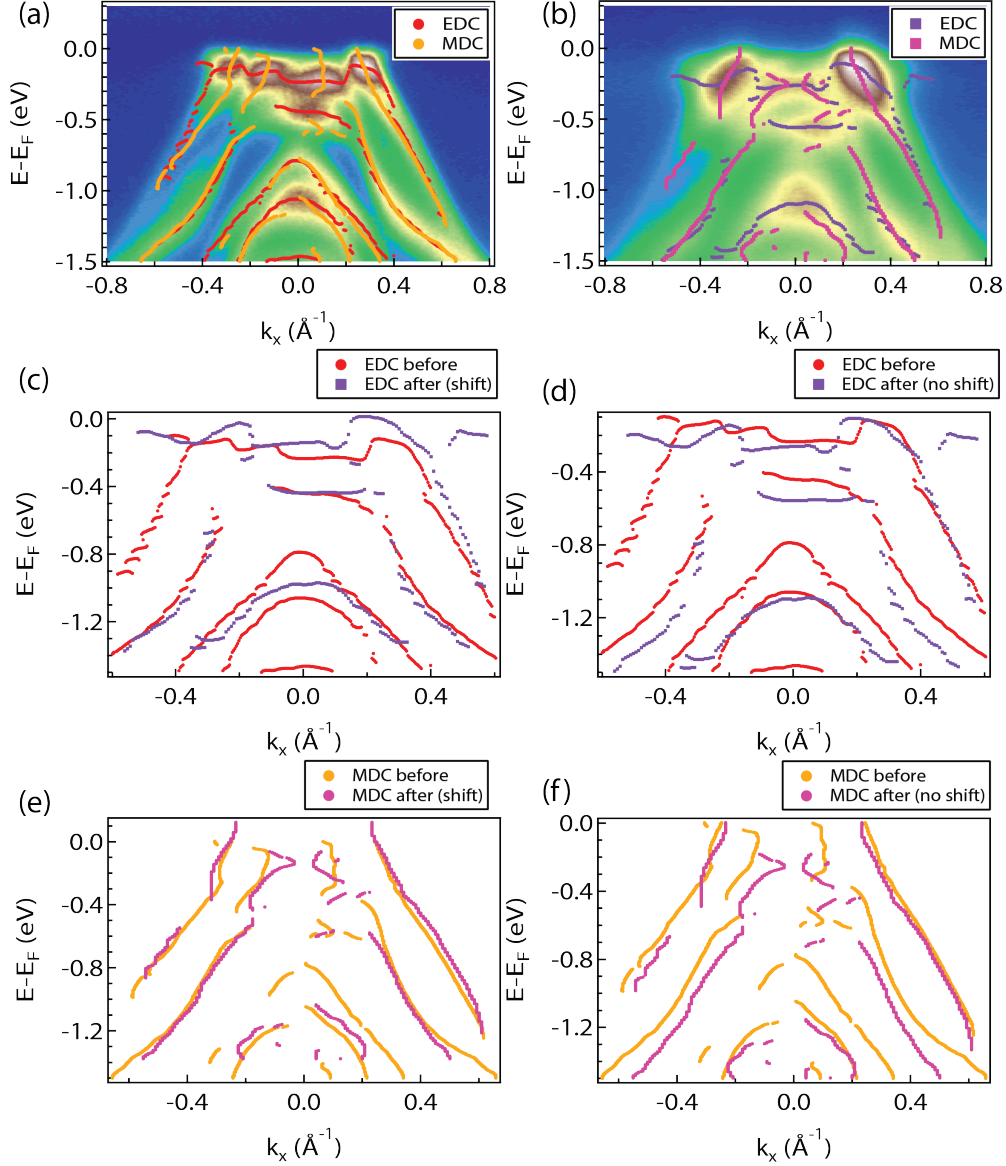 (a)
EDC
MDC
0.0
-0.5
-1.0
-1.5
E-E_F (eV)
-0.8
-0.4
0.0
0.4
0.8
k_x (Å⁻¹)
(b)
EDC
MDC
0.0
-0.5
-1.0
-1.5
E-E_F (eV)
-0.8
-0.4
0.0
0.4
0.8
k_x (Å⁻¹)
(c)
EDC before
EDC after (shift)
0.0
-0.4
-0.8
-1.2
E-E_F (eV)
-0.4
0.0
0.4
k_x (Å⁻¹)
(d)
EDC before
EDC after (no shift)
-0.4
-0.8
-1.2
E-E_F (eV)
-0.4
0.0
0.4
k_x (Å⁻¹)
(e)
MDC before
MDC after (shift)
0.0
-0.4
-0.8
-1.2
E-E_F (eV)
-0.4
0.0
0.4
k_x (Å⁻¹)
(f)
MDC before
MDC after (no shift)
0.0
-0.4
-0.8
-1.2
E-E_F (eV)
-0.4
0.0
0.4
k_x (Å⁻¹)